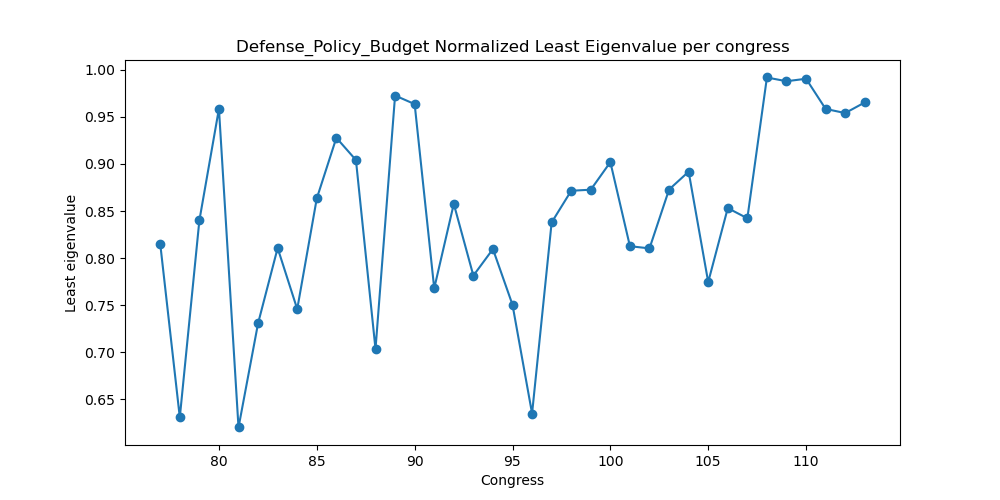 Defense_Policy_Budget Normalized Least Eigenvalue per congress
1.00
0.95
0.90
0.85
0.80
0.75
0.70
0.65
Least eigenvalue
80 85 90 95 100 105 110
Congress